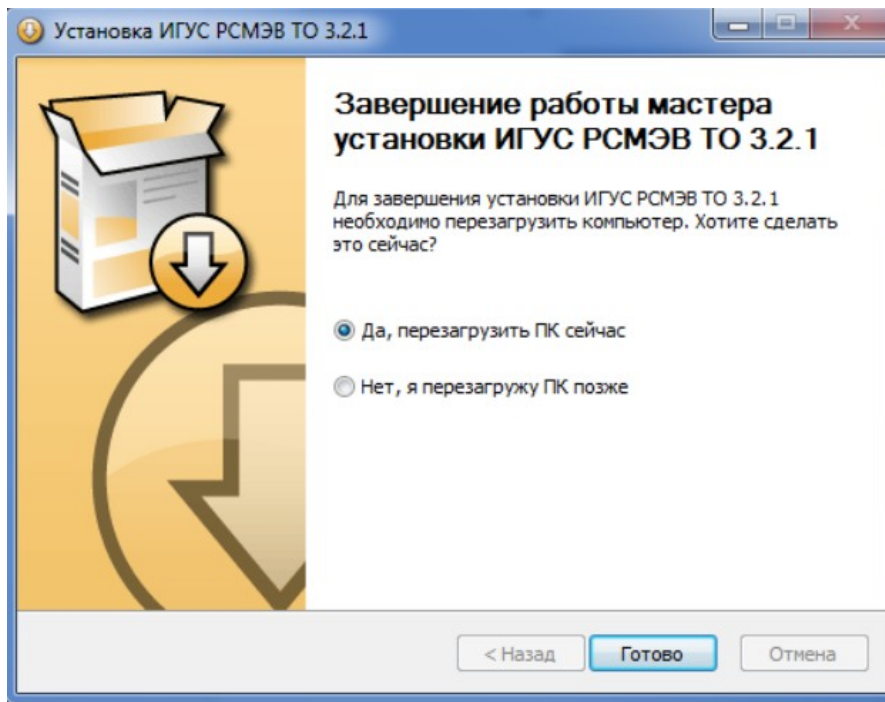 Установка ИГУС РСМЭВ ТО 3.2.1
Завершение работы мастера
установки ИГУС РСМЭВ ТО 3.2.1
Для завершения установки ИГУС РСМЭВ ТО 3.2.1
необходимо перезагрузить компьютер. Хотите сделать
это сейчас?
Да, перезагрузить ПК сейчас
Нет, я перезагружу ПК позже
< Назад
Готово
Отмена